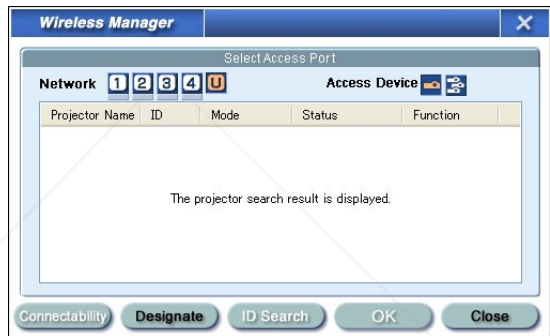 Wireless Manager
Select Access Port
Network 1 2 3 4 U Access Device
Projector Name ID Mode Status Function
The projector search result is displayed.
Connectability Designate ID Search OK Close